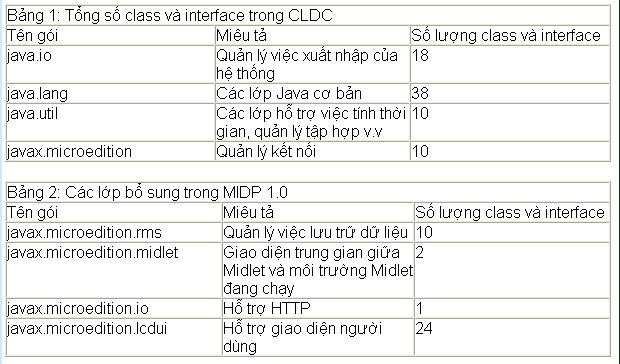 Bảng 1: Tổng số class và interface trong CLDC
Tên gói Miêu tả Số lượng class và interface
java.io Quản lý việc xuất nhập của 18
hệ thống
java.lang Các lớp Java cơ bản 38
java.util Các lớp hỗ trợ việc tính thời 10
gian, quản lý tập hợp v.v
javax.microedition Quản lý kết nối 10
Bảng 2: Các lớp bổ sung trong MIDP 1.0
Tên gói Miêu tả Số lượng class và interface
javax.microedition.rms Quản lý việc lưu trữ dữ liệu 10
javax.microedition.midlet Giao diện trung gian giữa 2
Midlet và môi trường Midlet
đang chạy
javax.microedition.io Hỗ trợ HTTP 1
javax.microedition.lcdui Hỗ trợ giao diện người 24
dùng